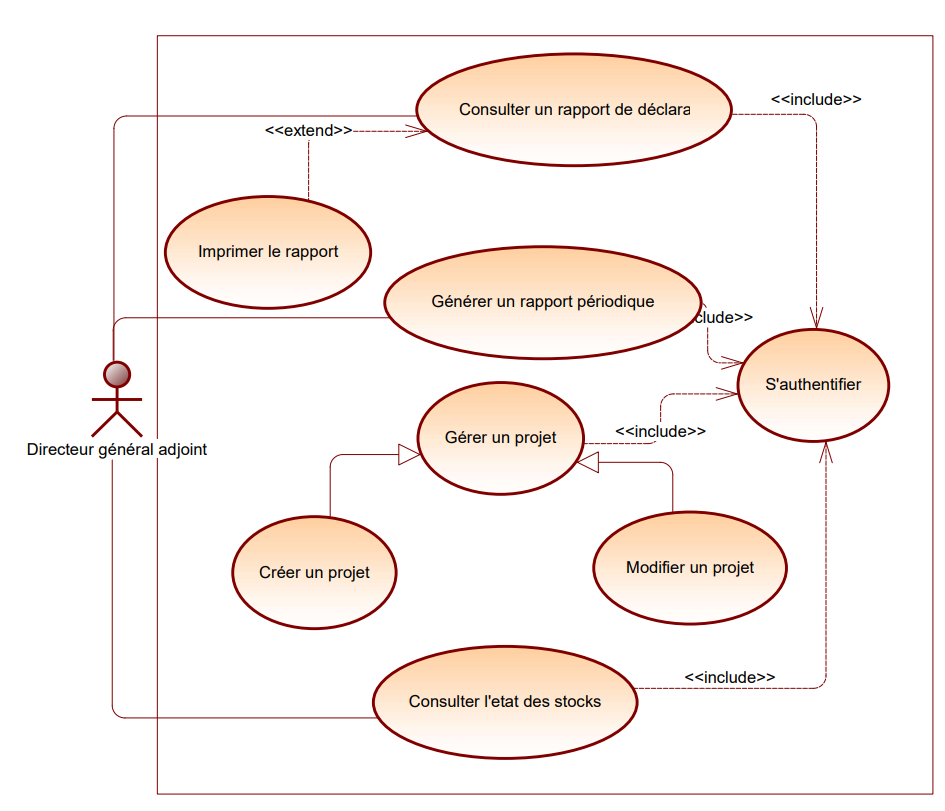 Consulter un rapport de déclara
<<include>>
<<extend>>
Imprimer le rapport
Générer un rapport périodique
clude>>
S'authentifier
Gérer un projet
<<include>>
Directeur général adjoint
Créer un projet
Modifier un projet
<<include>>
Consulter l'etat des stocks